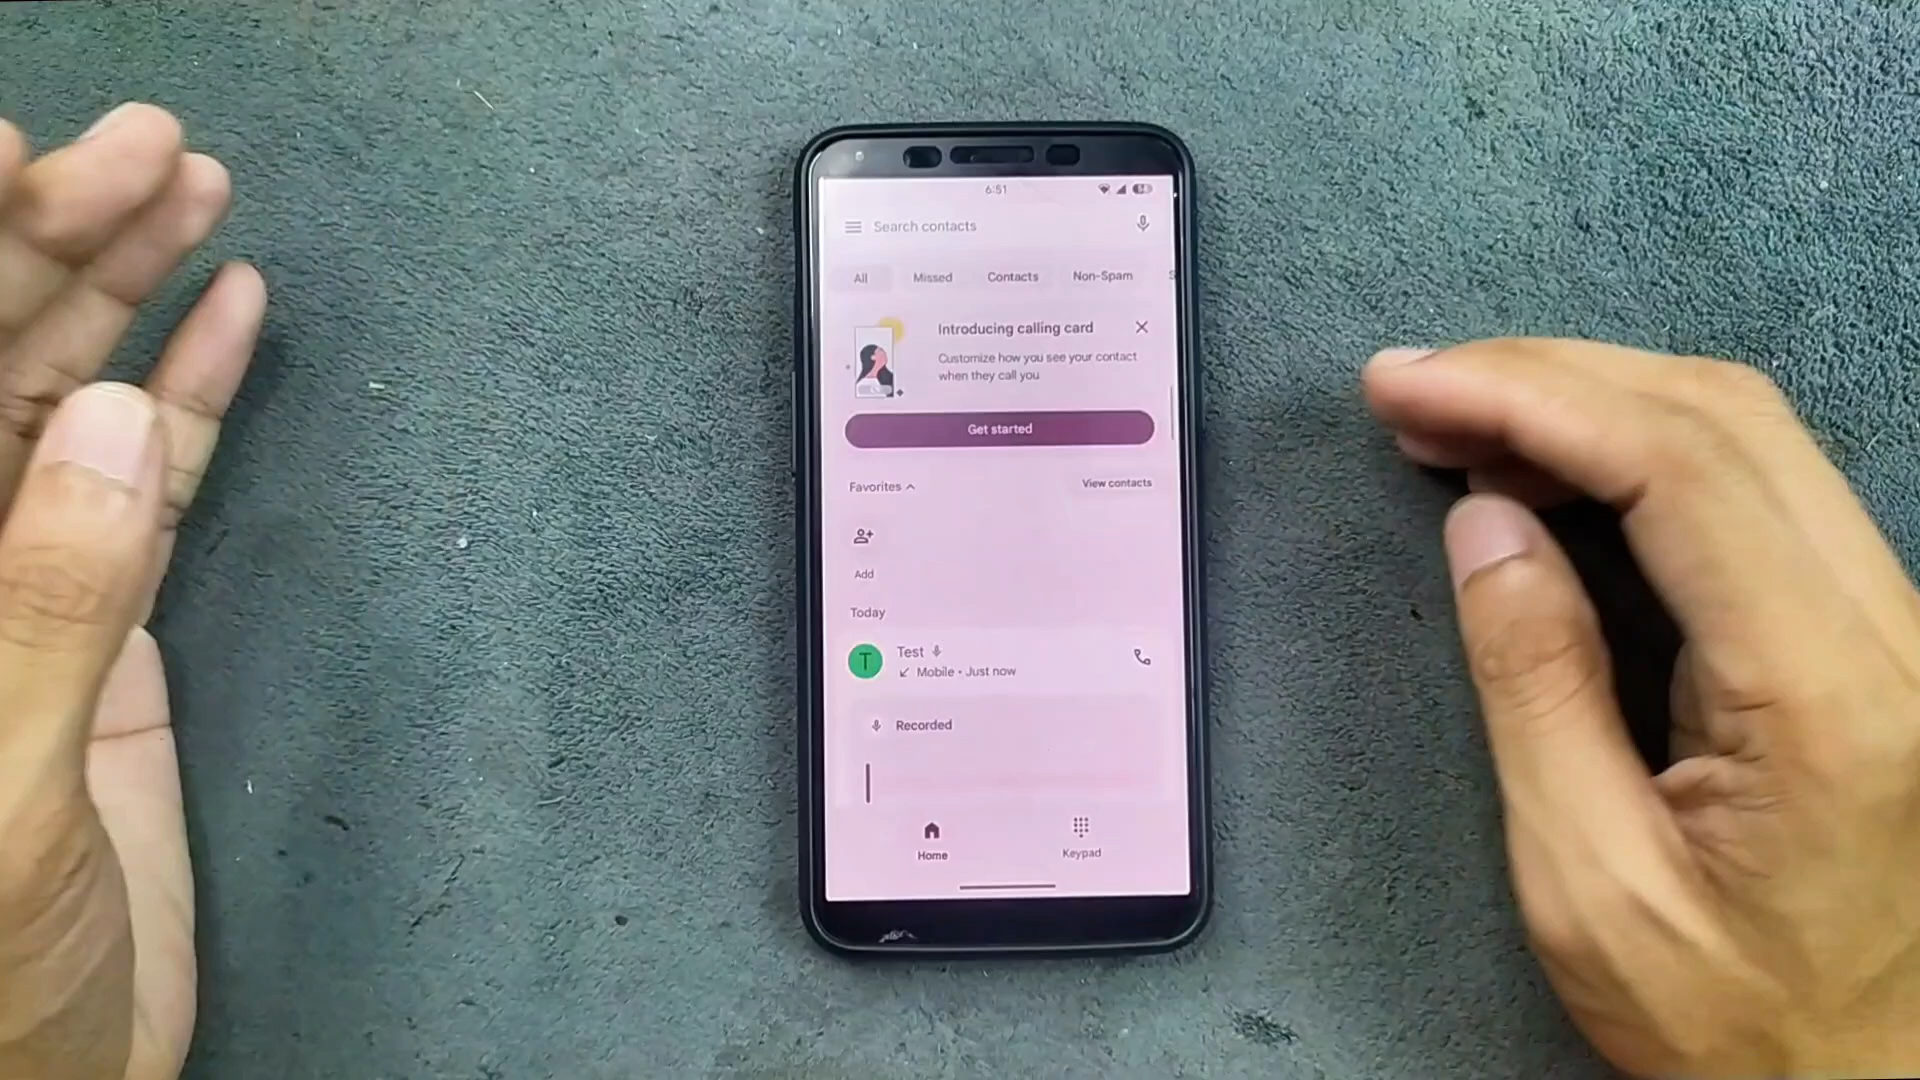 6:51
Search contacts
All Missed Contacts Non-Spam
Introducing calling card
Customize how you see your contact
when they call you
Get started
Favorites View contacts
Add
Today
T
Test
Mobile • Just now
Recorded
Home Keypad